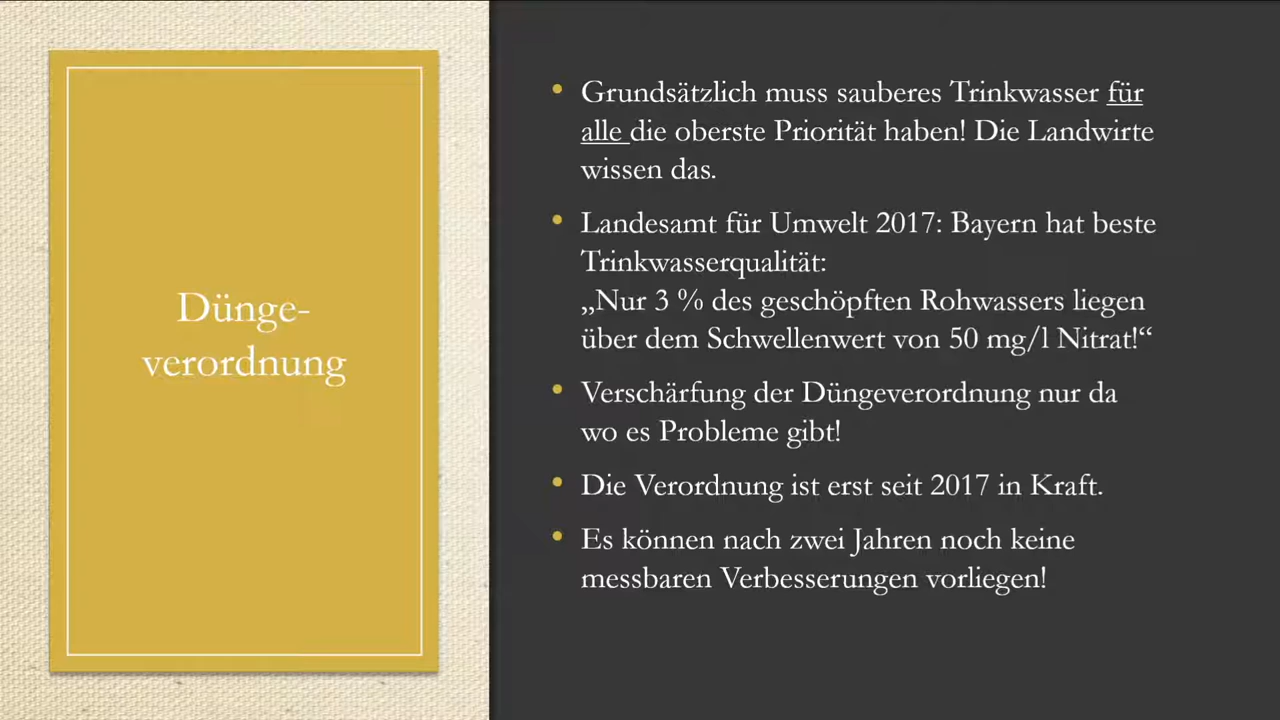 Dünge-
verordnung
• Grundsätzlich muss sauberes Trinkwasser für
alle die oberste Priorität haben! Die Landwirte
wissen das.
• Landesamt für Umwelt 2017: Bayern hat beste
Trinkwasserqualität:
„Nur 3 % des geschöpften Rohwassers liegen
über dem Schwellenwert von 50 mg/l Nitrat!“
• Verschärfung der Düngeverordnung nur da
wo es Probleme gibt!
• Die Verordnung ist erst seit 2017 in Kraft.
• Es können nach zwei Jahren noch keine
messbaren Verbesserungen vorliegen!